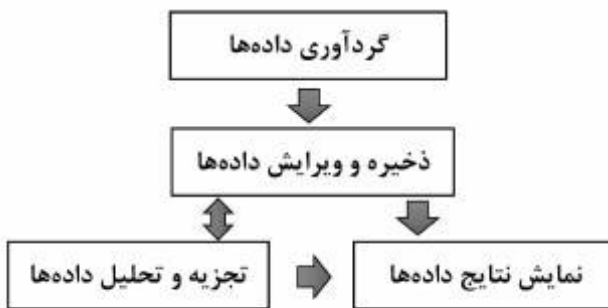 گردآوری داده‌ها
ذخیره و ویرایش داده‌ها
تجزیه و تحلیل داده‌ها
نمایش نتایج داده‌ها